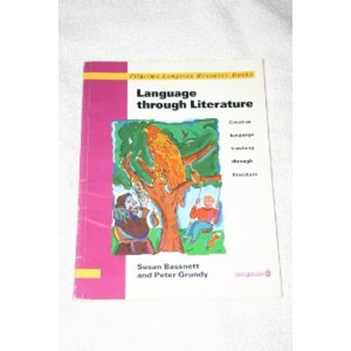 Pilgrims Longman Resource Books
Language
through Literature
Creative
language
teaching
through
literature
Susan Bassnett
and Peter Grundy
Longman